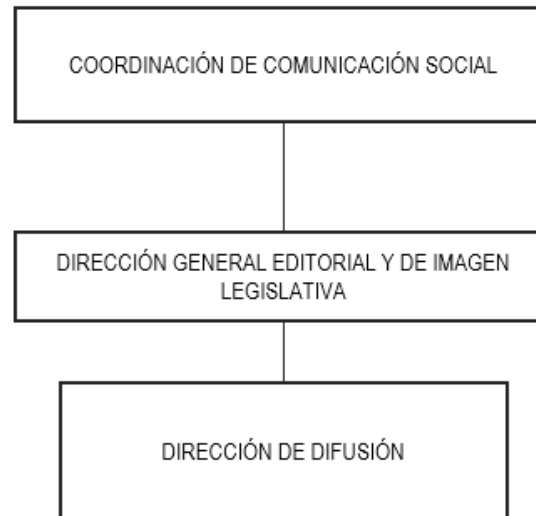 COORDINACIÓN DE COMUNICACIÓN SOCIAL
DIRECCIÓN GENERAL EDITORIAL Y DE IMAGEN
LEGISLATIVA
DIRECCIÓN DE DIFUSIÓN